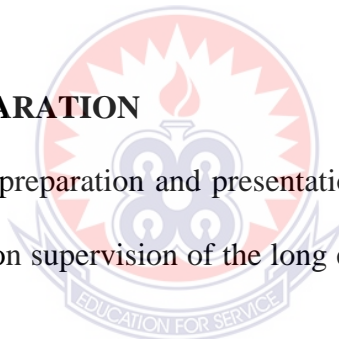 ARATION
preparation and presentatio
on supervision of the long
EDUCATION FOR SERVICE